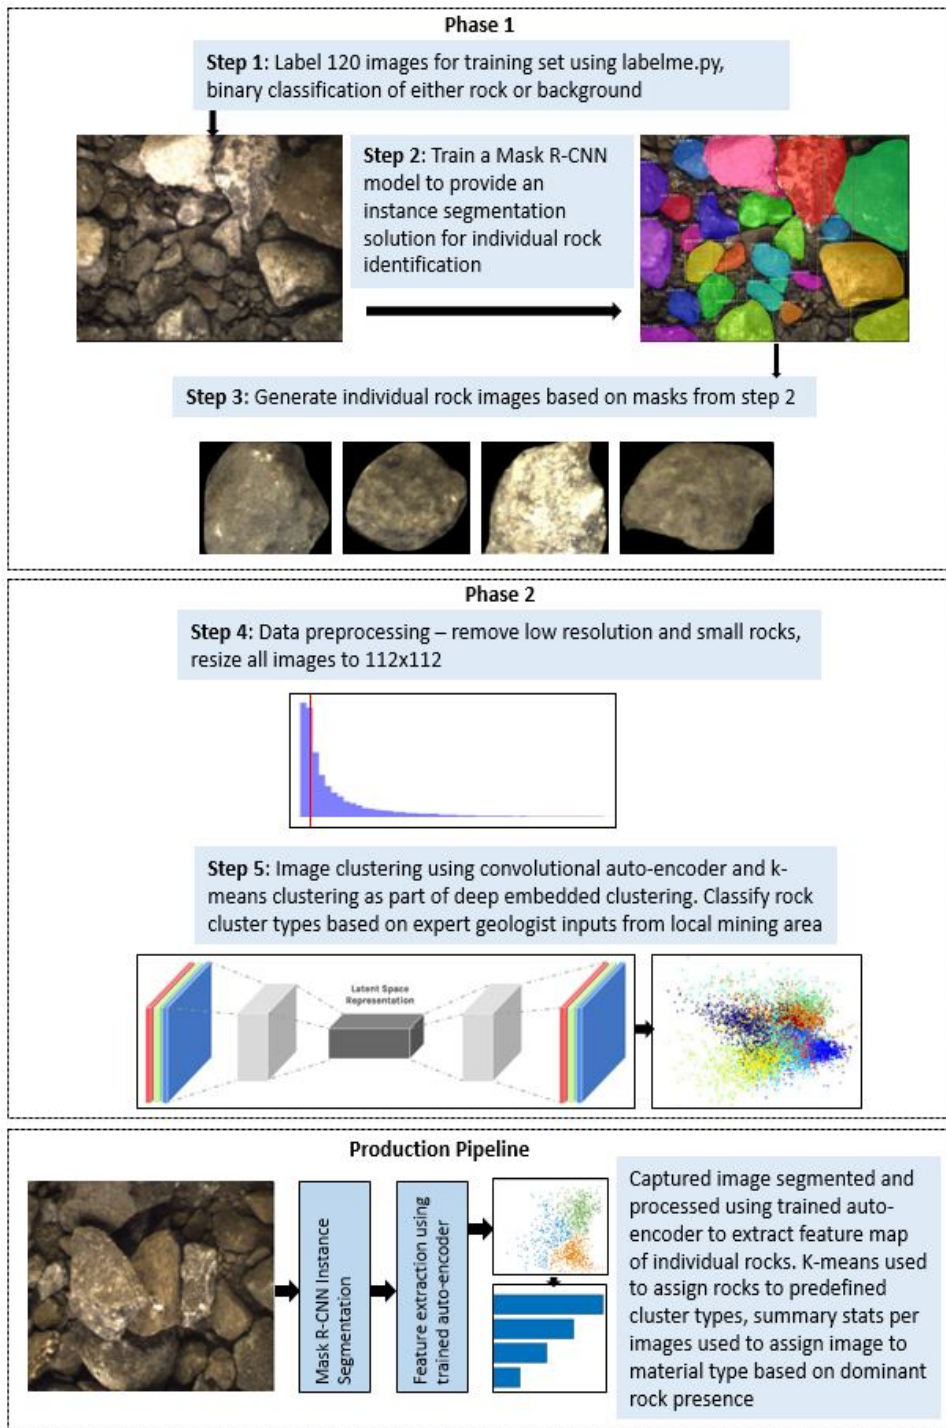 Phase 1
Step 1: Label 120 images for training set using labelme.py,
binary classification of either rock or background
Step 2: Train a Mask R-CNN
model to provide an
instance segmentation
solution for individual rock
identification
Step 3: Generate individual rock images based on masks from step 2
Phase 2
Step 4: Data preprocessing – remove low resolution and small rocks,
resize all images to 112x112
Step 5: Image clustering using convolutional auto-encoder and k-
means clustering as part of deep embedded clustering. Classify rock
cluster types based on expert geologist inputs from local mining area
Latent Space
Representation
Production Pipeline
Mask R-CNN Instance
Segmentation
Feature extraction using
trained auto-encoder
Captured image segmented and
processed using trained auto-
encoder to extract feature map
of individual rocks. K-means used
to assign rocks to predefined
cluster types, summary stats per
images used to assign image to
material type based on dominant
rock presence